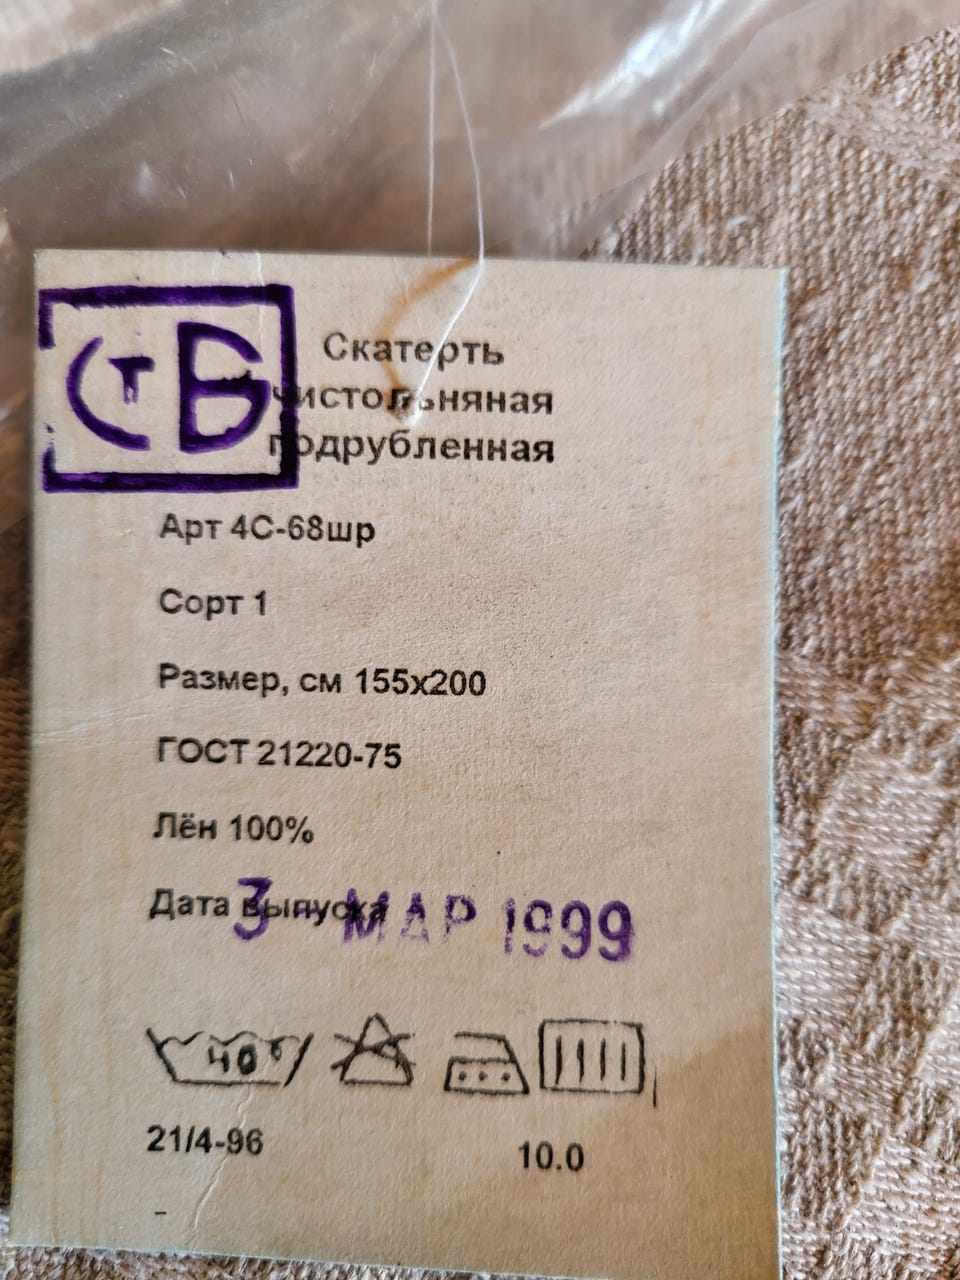 СТБ
Скатерть
чистольняная
подрубленная
Арт 4С-68шр
Сорт 1
Размер, см 155х200
ГОСТ 21220-75
Лён 100%
Дата выпуска 3 - МАР 1999
40°
21/4-96 10.0
-